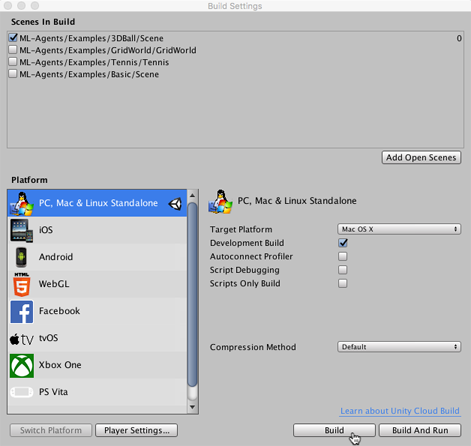 Build Settings
Scenes In Build
ML-Agents/Examples/3DBall/Scene 0
ML-Agents/Examples/GridWorld/GridWorld
ML-Agents/Examples/Tennis/Tennis
ML-Agents/Examples/Basic/Scene
Add Open Scenes
Platform
PC, Mac & Linux Standalone
iOS
Android
HTML
WebGL
Facebook
tv tvOS
Xbox One
PS Vita
PC, Mac & Linux Standalone
Target Platform Mac OS X
Development Build
Autoconnect Profiler
Script Debugging
Scripts Only Build
Compression Method Default
Learn about Unity Cloud Build
Switch Platform Player Settings... Build Build And Run